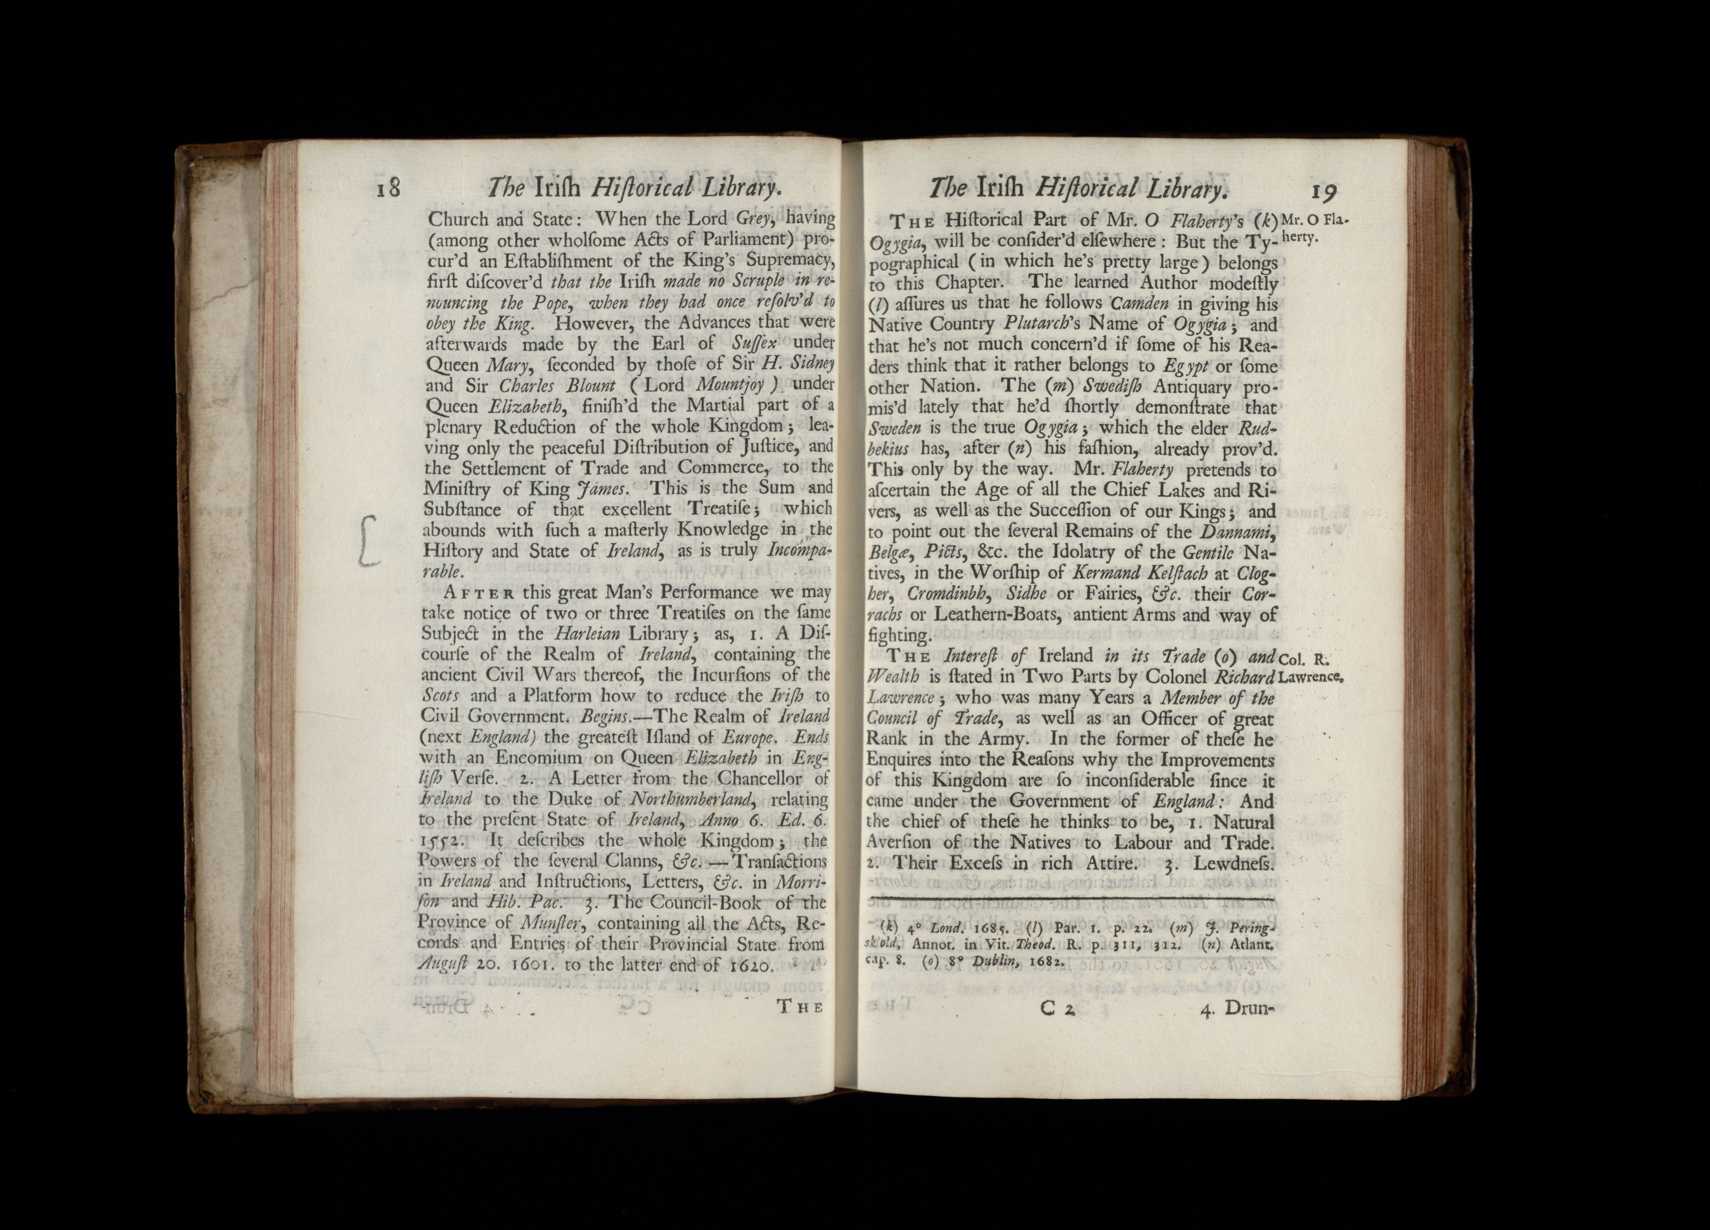 18 The Iriſh Hiſtorical Library.
Church and State: When the Lord Grey, having
(among other wholſome Acts of Parliament) pro-
cur'd an Eſtabliſhment of the King's Supremacy,
firſt diſcover'd that the Iriſh made no Scruple in re-
nouncing the Pope, when they had once reſolv'd to
obey the King. However, the Advances that were
afterwards made by the Earl of Suſſex under
Queen Mary, ſeconded by thoſe of Sir H. Sidney
and Sir Charles Blount ( Lord Mountjoy ) under
Queen Elizabeth, finiſh'd the Martial part of a
plenary Reduction of the whole Kingdom; lea-
ving only the peaceful Diſtribution of Juſtice, and
the Settlement of Trade and Commerce, to the
Miniſtry of King James. This is the Sum and
Subſtance of that excellent Treatiſe; which
abounds with ſuch a maſterly Knowledge in the
Hiſtory and State of Ireland, as is truly Incompa-
rable.
AFTER this great Man's Performance we may
take notice of two or three Treatiſes on the ſame
Subject in the Harleian Library; as, 1. A Diſ-
courſe of the Realm of Ireland, containing the
ancient Civil Wars thereof, the Incurſions of the
Scots and a Platform how to reduce the Iriſh to
Civil Government. Begins.—The Realm of Ireland
(next England) the greateſt Iſland of Europe. Ends
with an Encomium on Queen Elizabeth in Eng-
liſh Verſe. 2. A Letter from the Chancellor of
Ireland to the Duke of Northumberland, relating
to the preſent State of Ireland, Anno 6. Ed. 6.
1552. It deſcribes the whole Kingdom; the
Powers of the ſeveral Clanns, &c. — Tranſactions
in Ireland and Inſtructions, Letters, &c. in Morri-
ſon and Hib. Pac. 3. The Council-Book of the
Province of Munſter, containing all the Acts, Re-
cords and Entries of their Provincial State from
Auguſt 20. 1601. to the latter end of 1620.
THE
The Iriſh Hiſtorical Library. 19
THE Hiſtorical Part of Mr. O Flaherty's (k)
Mr. O Fla-
herty.
Ogygia, will be conſider'd elſewhere: But the Ty-
pographical (in which he's pretty large) belongs
to this Chapter. The learned Author modeſtly
(l) aſſures us that he follows Camden in giving his
Native Country Plutarch's Name of Ogygia; and
that he's not much concern'd if ſome of his Rea-
ders think that it rather belongs to Egypt or ſome
other Nation. The (m) Swediſh Antiquary pro-
mis'd lately that he'd ſhortly demonſtrate that
Sweden is the true Ogygia; which the elder Rud-
bekius has, after (n) his faſhion, already prov'd.
This only by the way. Mr. Flaherty pretends to
aſcertain the Age of all the Chief Lakes and Ri-
vers, as well as the Succeſſion of our Kings; and
to point out the ſeveral Remains of the Dannami,
Belgæ, Picts, &c. the Idolatry of the Gentile Na-
tives, in the Worſhip of Kermand Kelſtach at Clog-
her, Cromdinbh, Sidhe or Fairies, &c. their Cor-
rachs or Leathern-Boats, antient Arms and way of
fighting.
THE Intereſt of Ireland in its Trade (o) and
Col. R.
Lawrence.
Wealth is ſtated in Two Parts by Colonel Richard
Lawrence; who was many Years a Member of the
Council of Trade, as well as an Officer of great
Rank in the Army. In the former of theſe he
Enquires into the Reaſons why the Improvements
of this Kingdom are ſo inconſiderable ſince it
came under the Government of England: And
the chief of theſe he thinks to be, 1. Natural
Averſion of the Natives to Labour and Trade.
2. Their Exceſs in rich Attire. 3. Lewdneſs.
(k) 4° Lond. 1685. (l) Par. 1. p. 22. (m) J. Pering-
skiold, Annot. in Vit. Theod. R. p. 311, 312. (n) Atlant.
cap. 8. (o) 8° Dublin, 1682.
C 2 4. Drun-